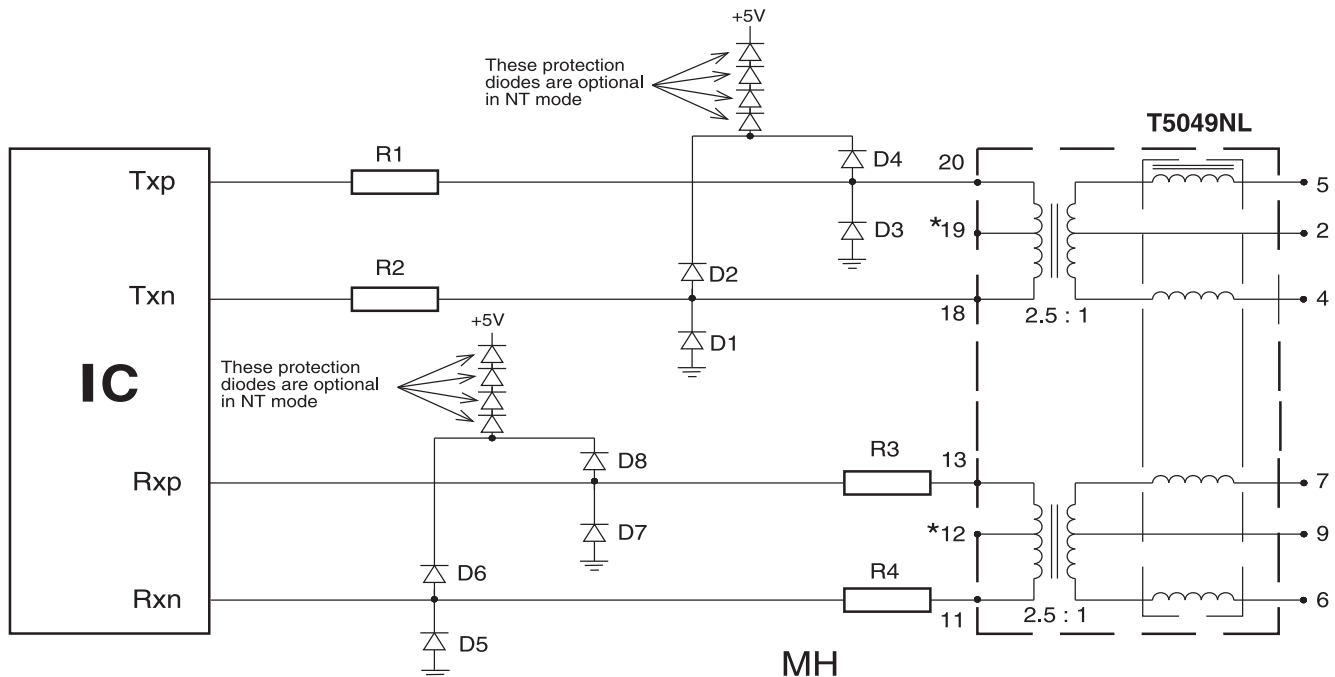 +5V
These protection
diodes are optional
in NT mode
T5049NL
R1
D4
20
Txp
5
*19
2
D3
R2
D2
Txn
18
4
2.5 : 1
+5V
D1
These protection
diodes are optional
in NT mode
IC
R3
D8
13
Rxp
7
*12
9
D7
D6
R4
Rxn
6
11
2.5 : 1
D5
MH